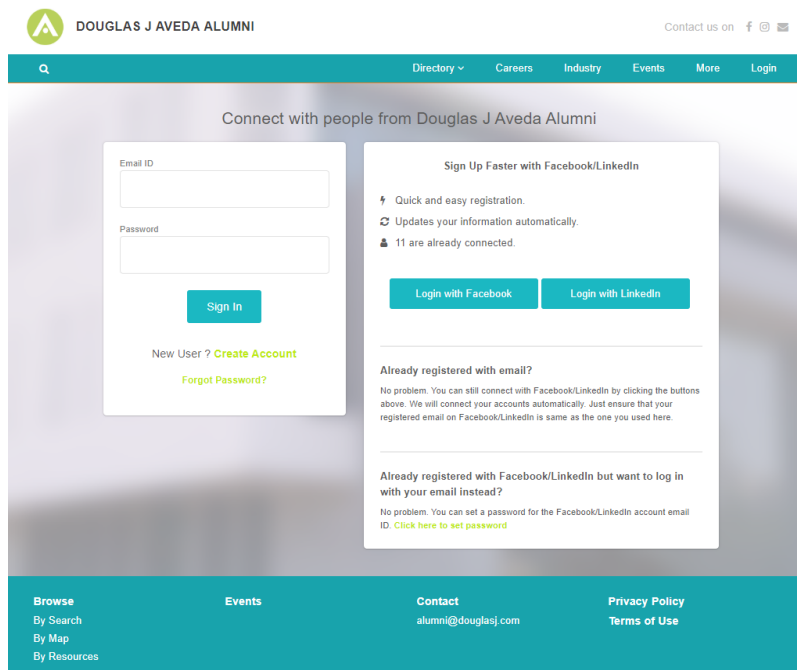 DOUGLAS J AVEDA ALUMNI
Contact us on
Directory
Careers
Industry
Events
More
Login
Connect with people from Douglas J Aveda Alumni
Email ID
Password
Sign In
New User ? Create Account
Forgot Password?
Sign Up Faster with Facebook/LinkedIn
Quick and easy registration.
Updates your information automatically.
11 are already connected.
Login with Facebook
Login with LinkedIn
Already registered with email?
No problem. You can still connect with Facebook/LinkedIn by clicking the buttons
above. We will connect your accounts automatically. Just ensure that your
registered email on Facebook/LinkedIn is same as the one you used here.
Already registered with Facebook/LinkedIn but want to log in
with your email instead?
No problem. You can set a password for the Facebook/LinkedIn account email
ID. Click here to set password
Browse
By Search
By Map
By Resources
Events
Contact
alumni@douglasj.com
Privacy Policy
Terms of Use